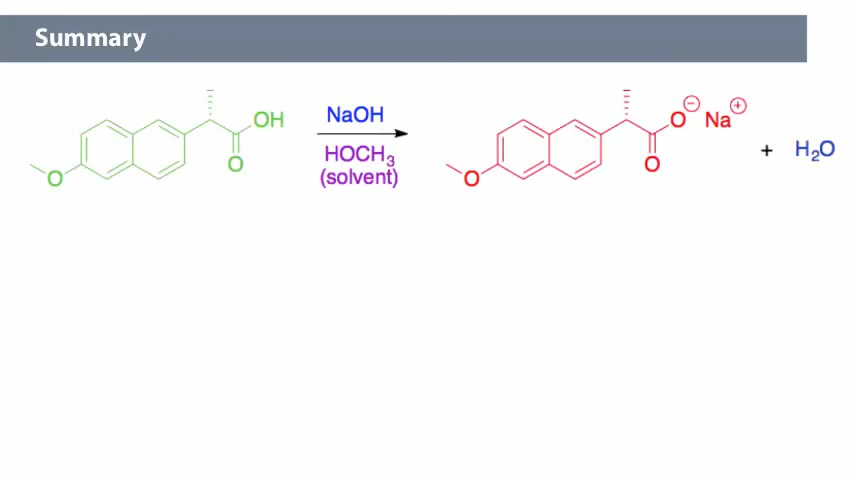 Summary
OH
O
O
NaOH
HOCH₃
(solvent)
O⊖ Na⊕
O
O
+ H₂O